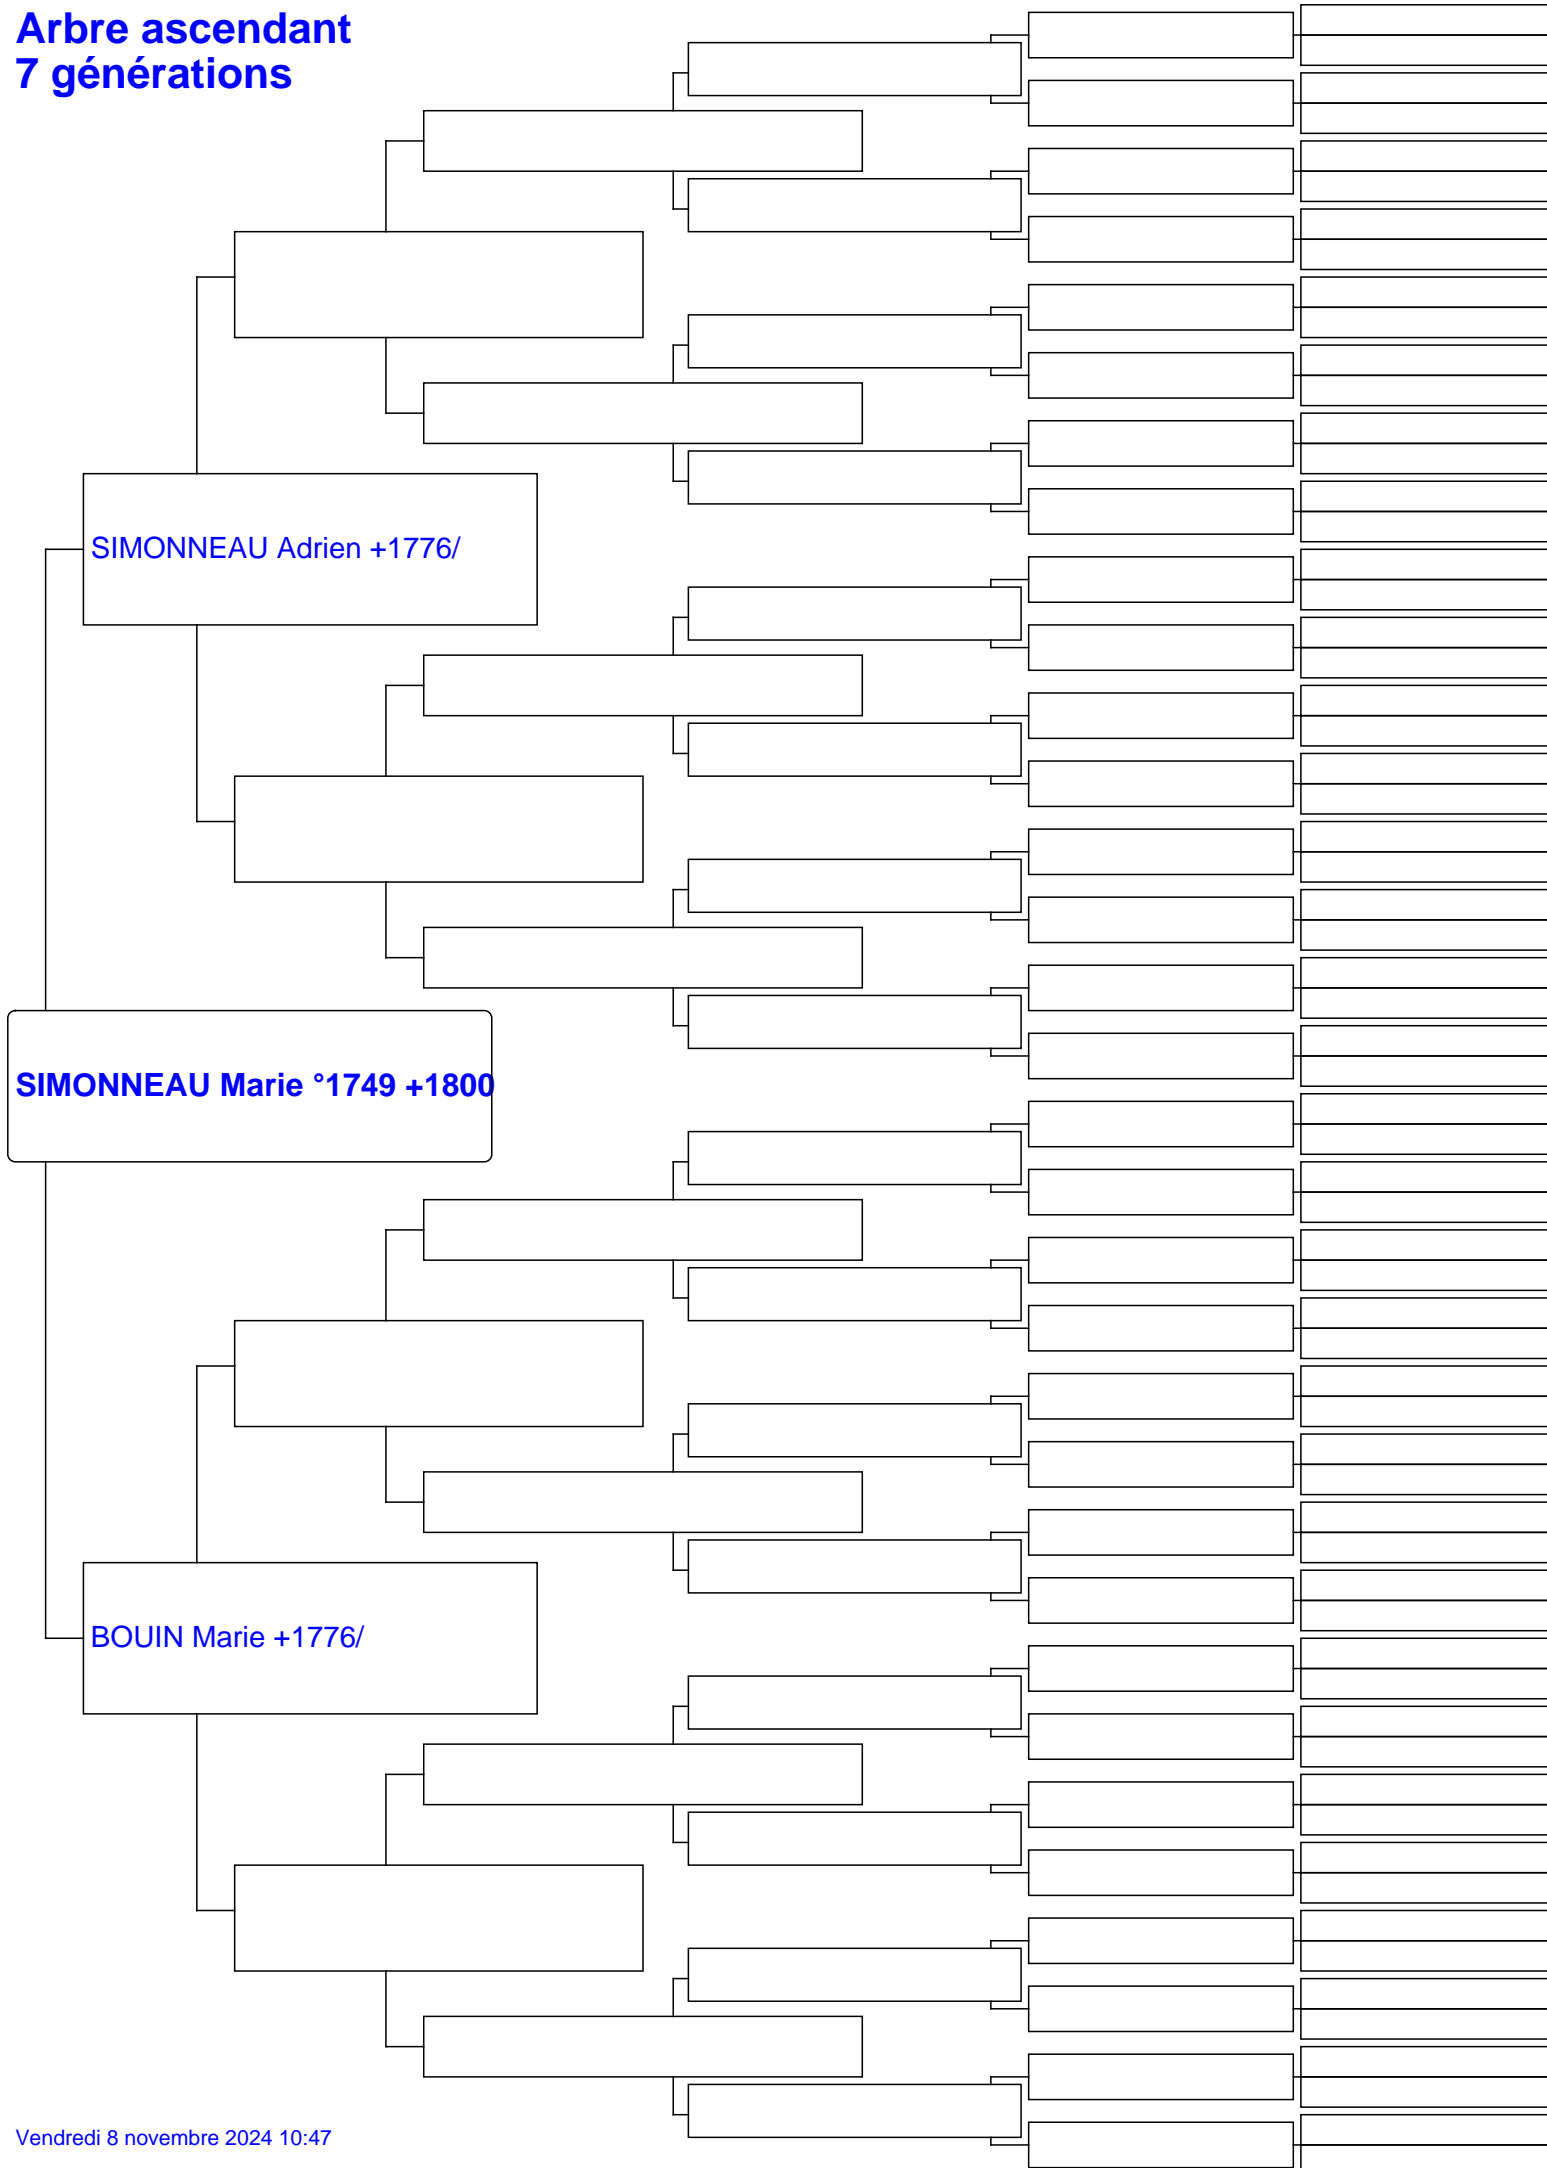 Arbre ascendant
7 générations
SIMONNEAU Adrien +1776/
SIMONNEAU Marie °1749 +1800
BOUIN Marie +1776/
Vendredi 8 novembre 2024 10:47